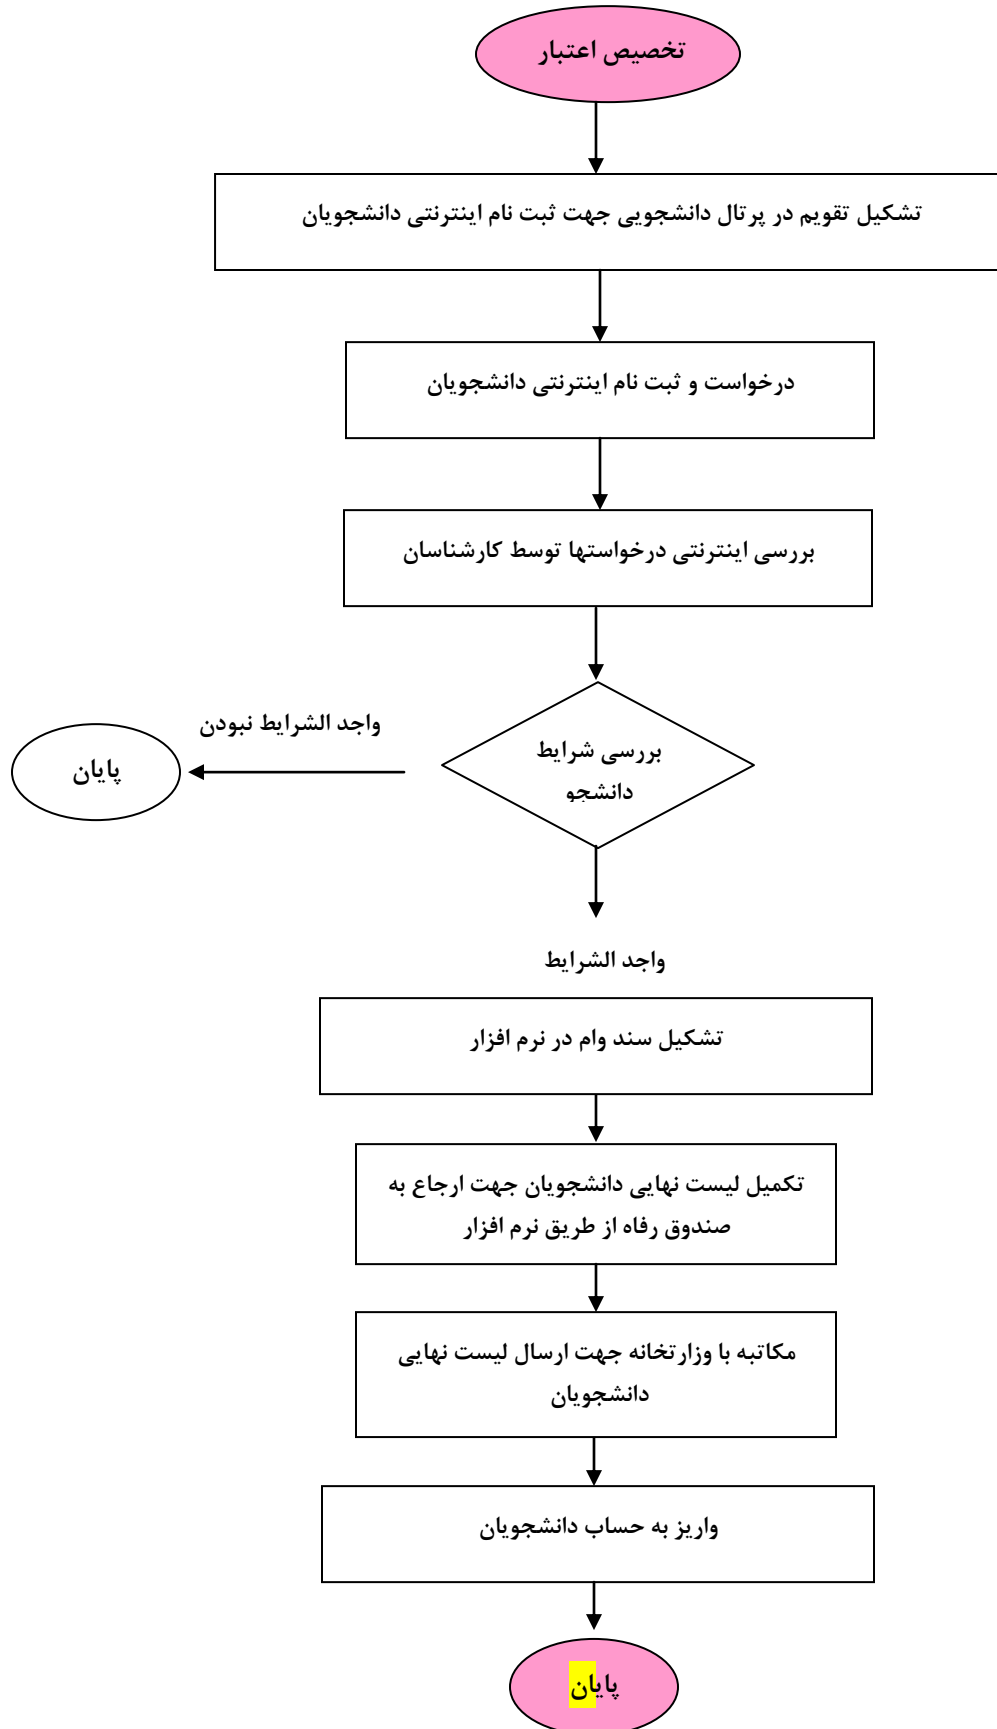 تخصیص اعتبار
تشکیل تقویم در پرتال دانشجویی جهت ثبت نام اینترنتی دانشجویان
درخواست و ثبت نام اینترنتی دانشجویان
بررسی اینترنتی درخواستها توسط کارشناسان
واجد الشرایط نبودن
پایان
بررسی شرایط
دانشجو
واجد الشرایط
تشکیل سند وام در نرم افزار
تکمیل لیست نهایی دانشجویان جهت ارجاع به
صندوق رفاه از طریق نرم افزار
مکاتبه با وزارتخانه جهت ارسال لیست نهایی
دانشجویان
واریز به حساب دانشجویان
پایان